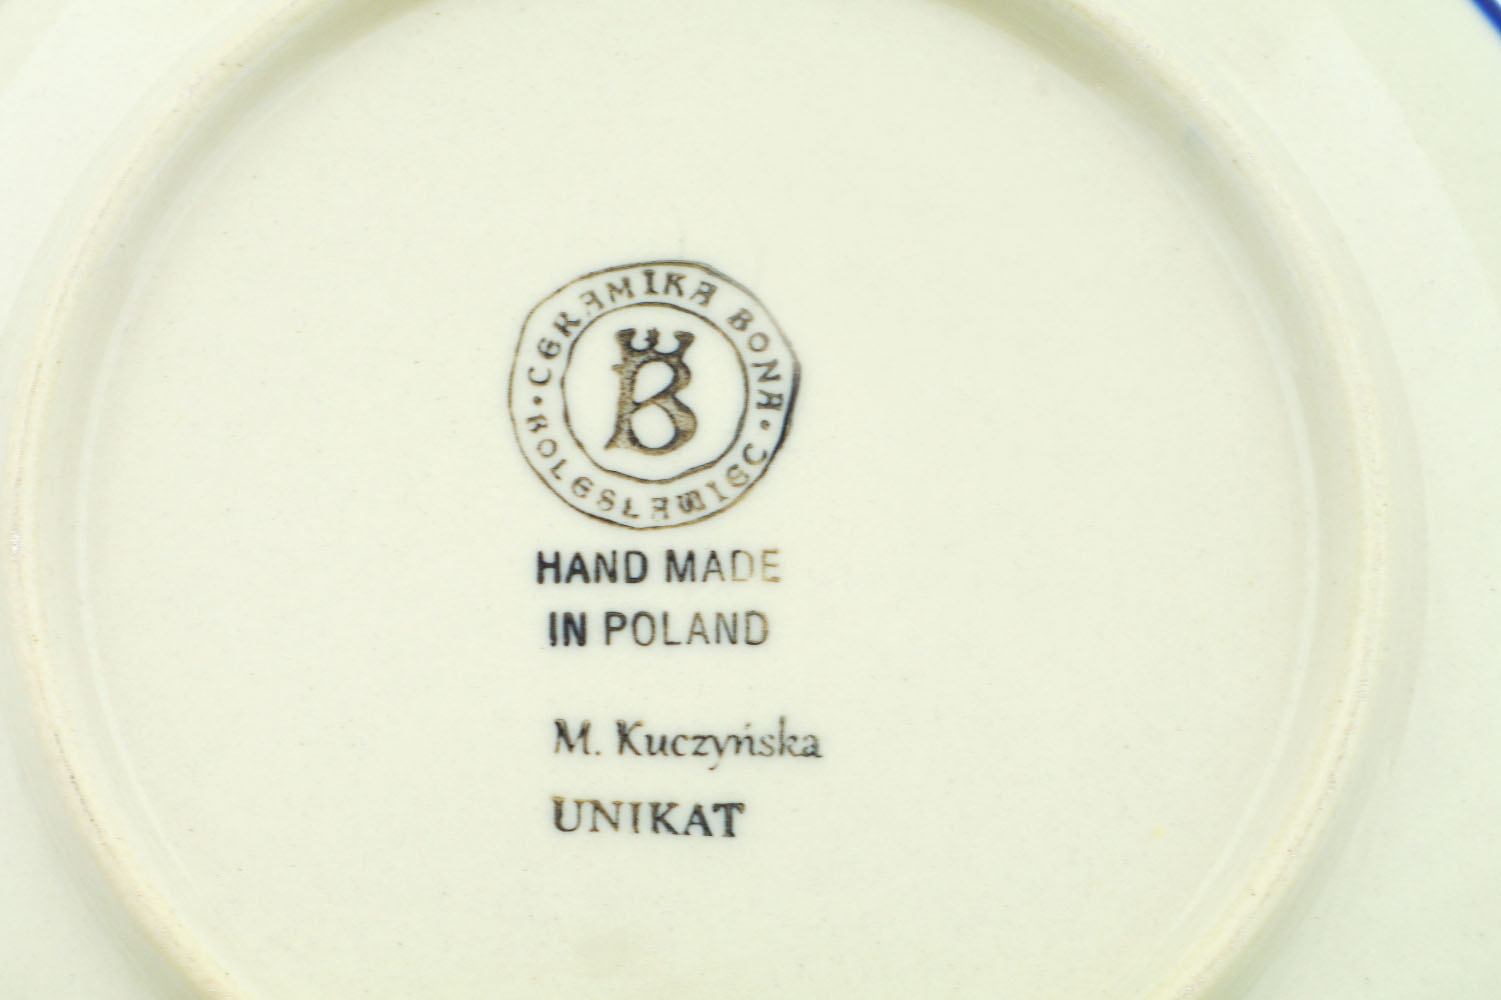 CERAMIKA BONA
BOLESLAWIEC
B
HAND MADE
IN POLAND
M. Kuczyńska
UNIKAT